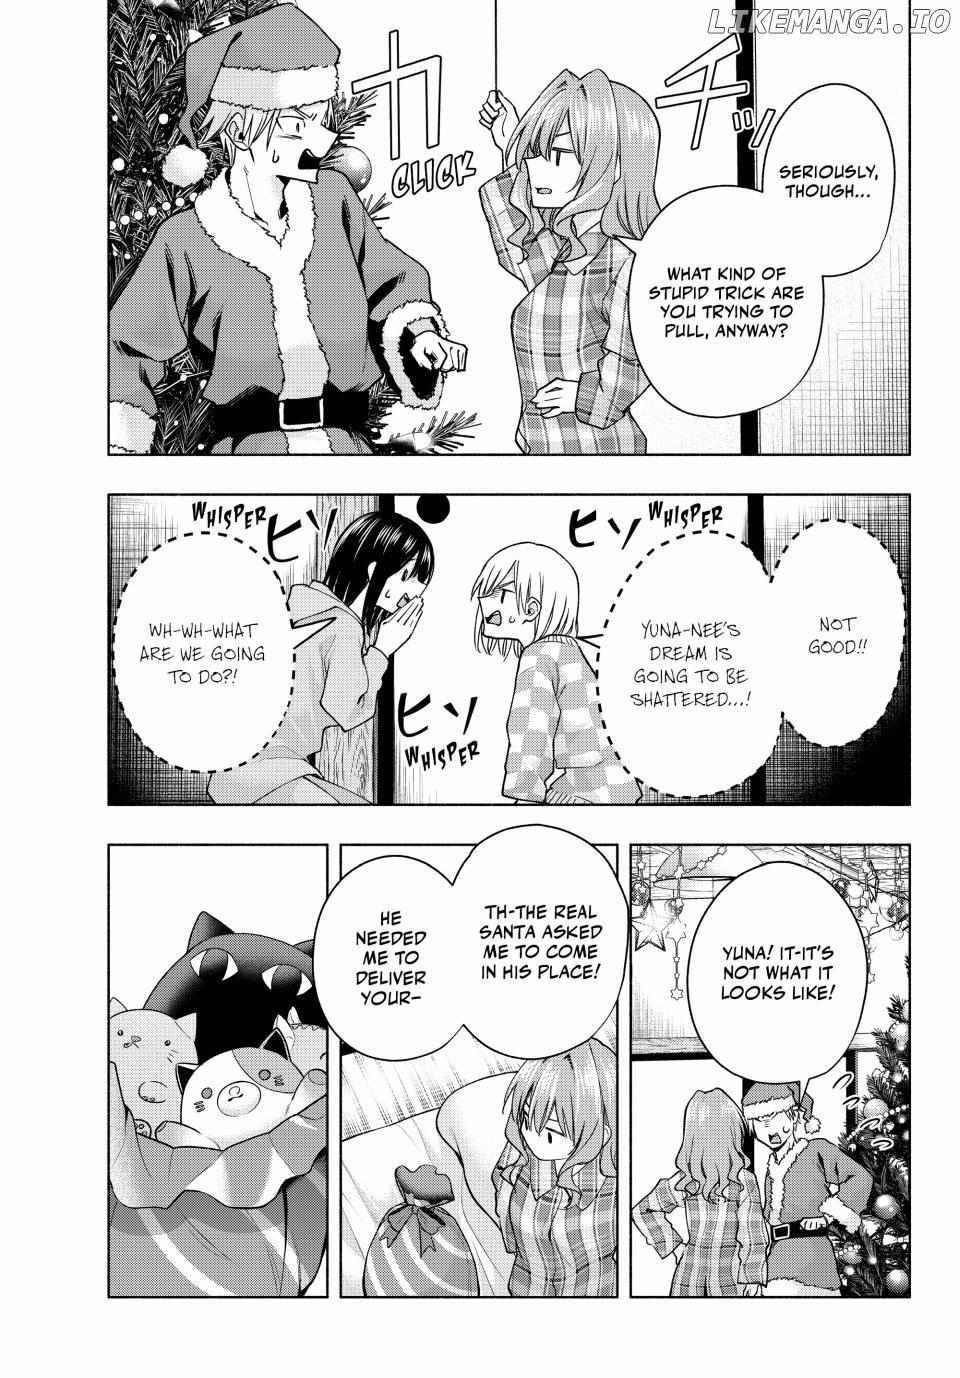 LIKEMANGA.IO
チ
カ
CLICK
SERIOUSLY,
THOUGH...
WHAT KIND OF
STUPID TRICK ARE
YOU TRYING TO
PULL, ANYWAY?
ヒソ
WHISPER
NOT
GOOD!!
YUNA-NEE'S
DREAM IS
GOING TO BE
SHATTERED...!
ヒソ
WHISPER
ヒソ
WHISPER
WH-WH-WHAT
ARE WE GOING
TO DO?!
YUNA! IT-IT'S
NOT WHAT IT
LOOKS LIKE!
TH-THE REAL
SANTA ASKED
ME TO COME
IN HIS PLACE!
HE
NEEDED
ME TO
DELIVER
YOUR-